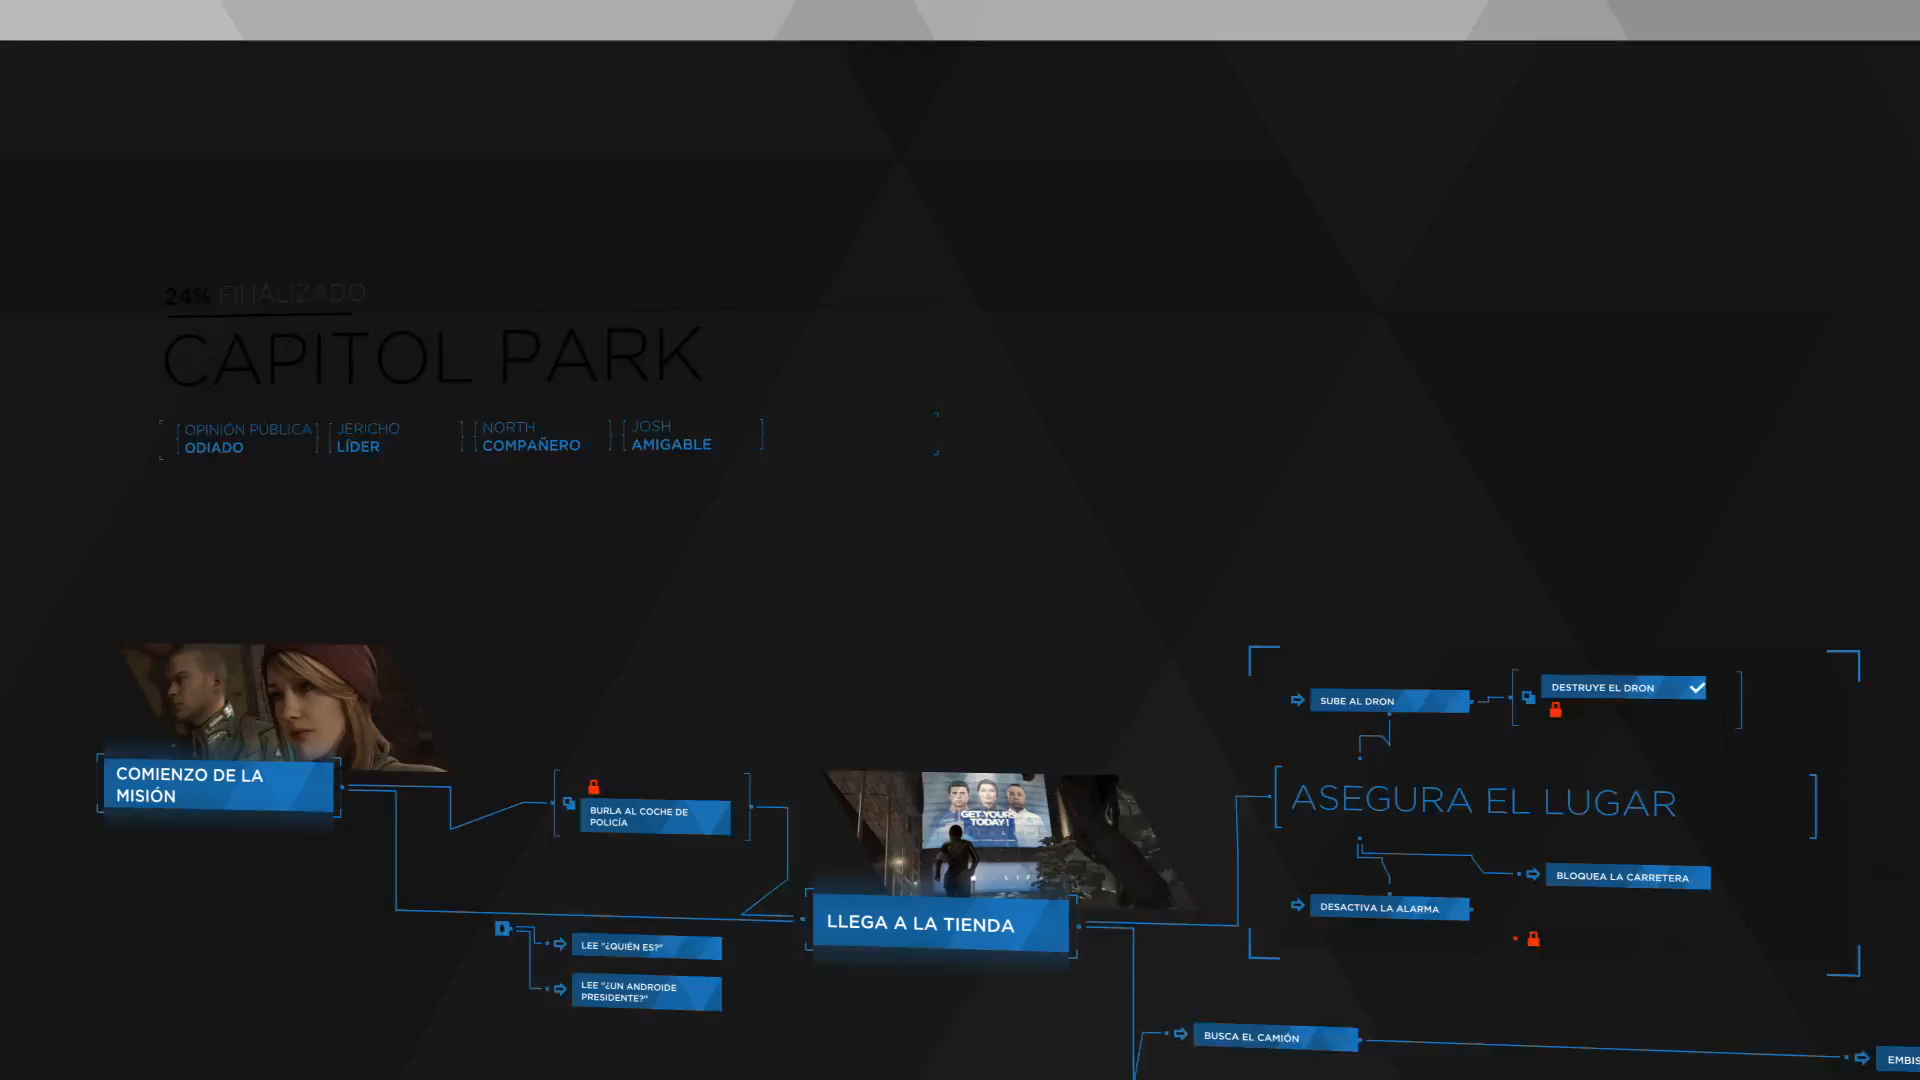 24% FINALIZADO
CAPITOL PARK
OPINIÓN PÚBLICA
ODIADO
JERICHO
LÍDER
NORTH
COMPAÑERO
JOSH
AMIGABLE
COMIENZO DE LA
MISIÓN
BURLA AL COCHE DE
POLICÍA
LEE "¿QUIÉN ES?"
LEE "¿UN ANDROIDE
PRESIDENTE?"
GET YOURS
TODAY!
LLEGA A LA TIENDA
SUBE AL DRON
DESTRUYE EL DRON
ASEGURA EL LUGAR
BLOQUEA LA CARRETERA
DESACTIVA LA ALARMA
BUSCA EL CAMIÓN
EMBIS